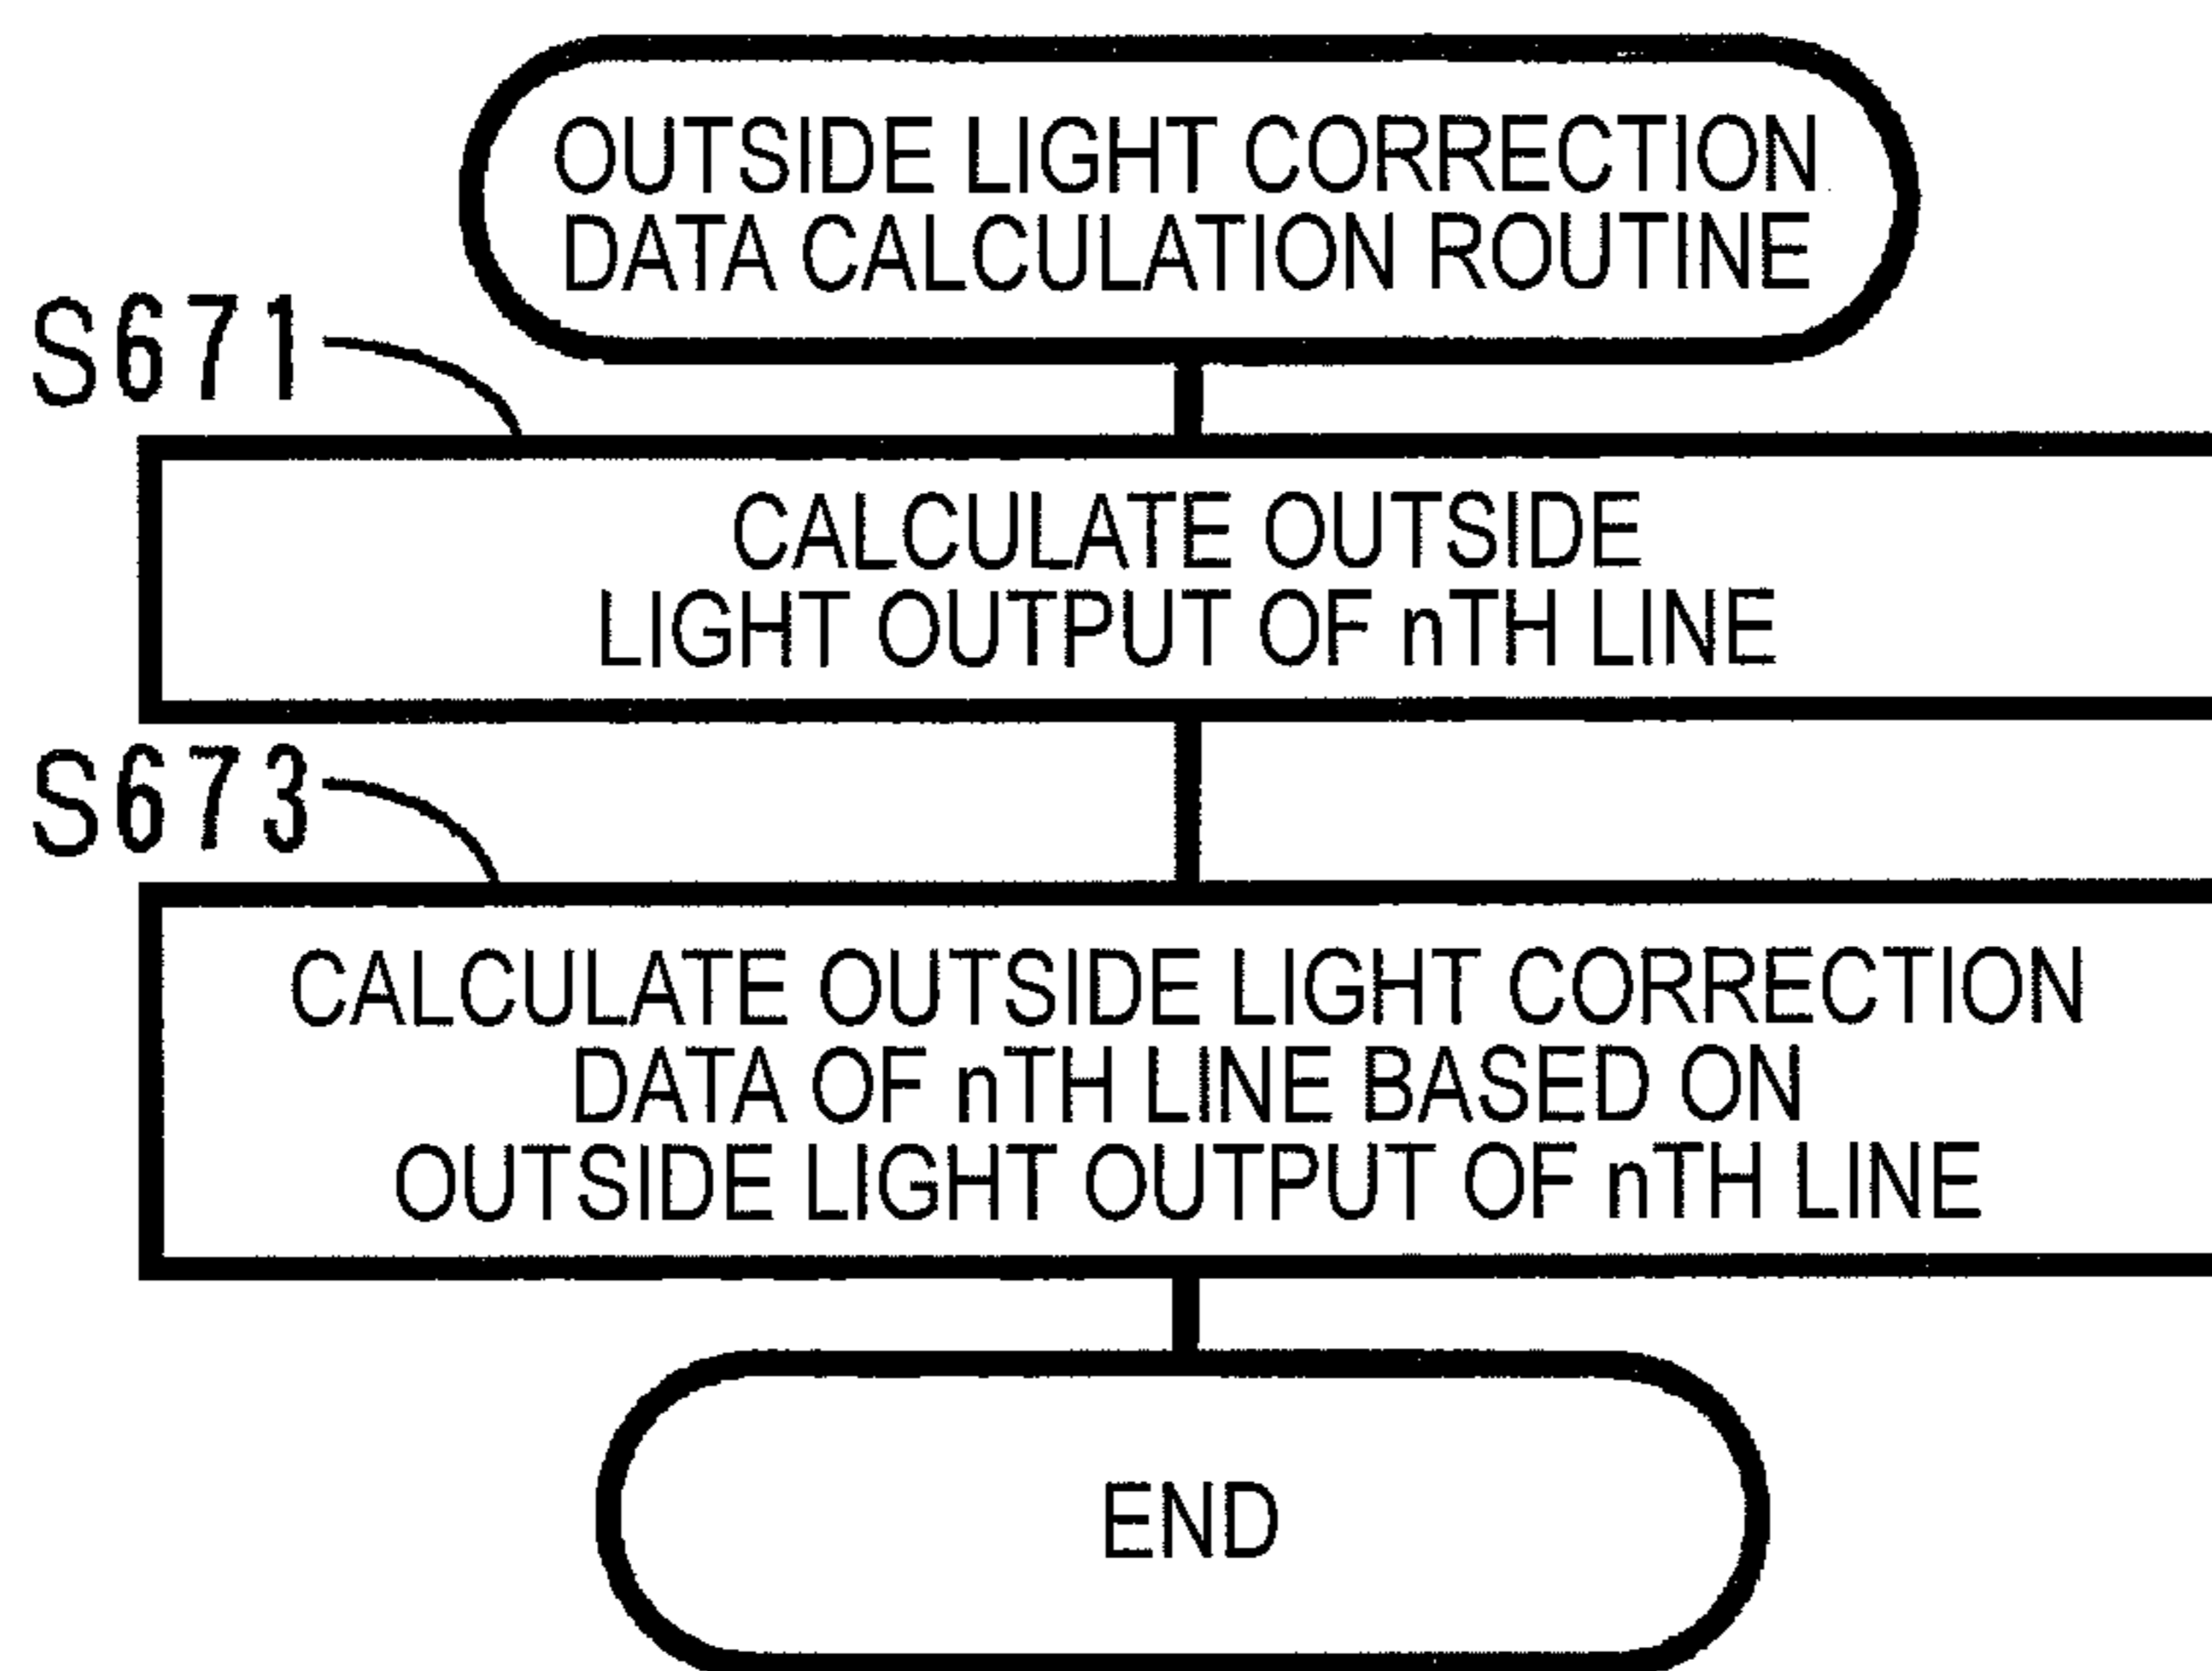 OUTSIDE LIGHT CORRECTION
DATA CALCULATION ROUTINE
S671
CALCULATE OUTSIDE
LIGHT OUTPUT OF nTH LINE
S673
CALCULATE OUTSIDE LIGHT CORRECTION
DATA OF nTH LINE BASED ON
OUTSIDE LIGHT OUTPUT OF nTH LINE
END